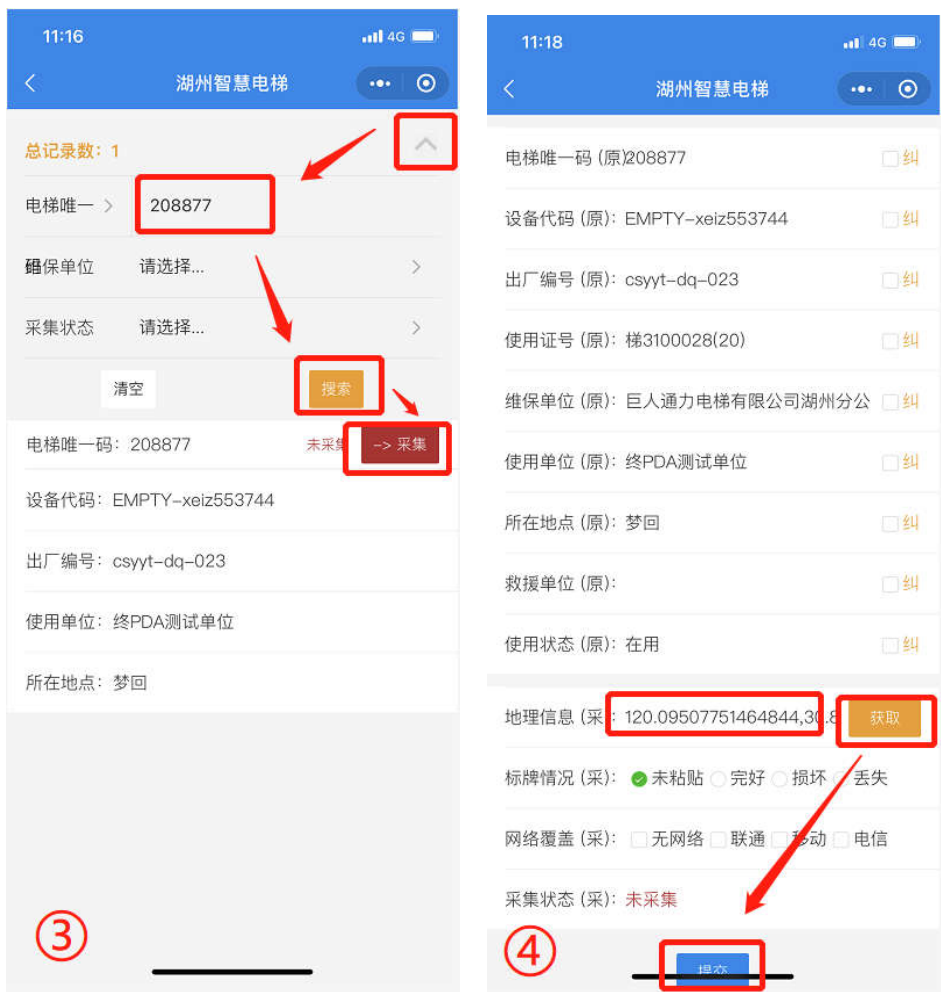 11:16
4G
湖州智慧电梯
总记录数：1
电梯唯一
208877
维保单位
请选择...
采集状态
请选择...
清空
搜索
电梯唯一码：208877
未采集
-> 采集
设备代码：EMPTY-xeiz553744
出厂编号：csyyt-dq-023
使用单位：终PDA测试单位
所在地点：梦回
③
11:18
4G
湖州智慧电梯
电梯唯一码 (原)208877 纠
设备代码 (原)：EMPTY-xeiz553744 纠
出厂编号 (原)：csyyt-dq-023 纠
使用证号 (原)：梯3100028(20) 纠
维保单位 (原)：巨人通力电梯有限公司湖州分公 纠
使用单位 (原)：终PDA测试单位 纠
所在地点 (原)：梦回 纠
救援单位 (原)： 纠
使用状态 (原)：在用 纠
地理信息 (采)：120.09507751464844,30.8 获取
标牌情况 (采)： 未粘贴 完好 损坏 丢失
网络覆盖 (采)： 无网络 联通 移动 电信
采集状态 (采)：未采集
④
提交